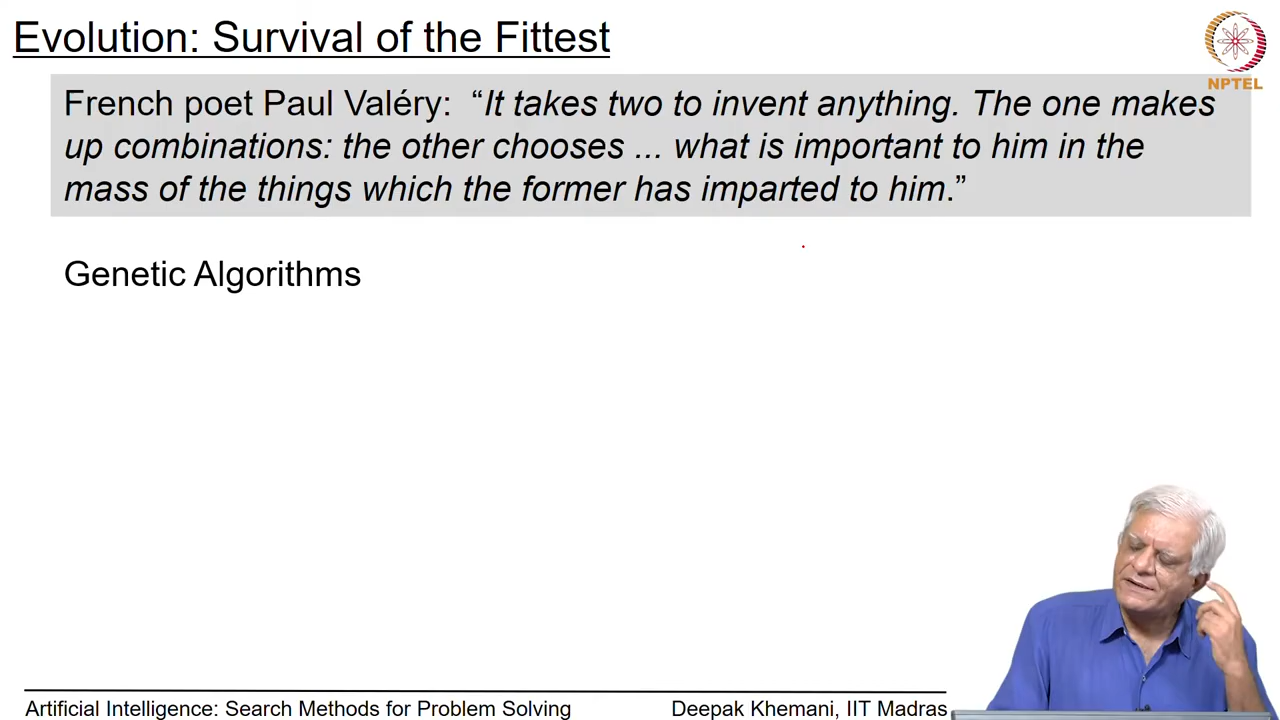 Evolution: Survival of the Fittest
NPTEL
French poet Paul Valéry: “It takes two to invent anything. The one makes
up combinations: the other chooses ... what is important to him in the
mass of the things which the former has imparted to him.”
Genetic Algorithms
Artificial Intelligence: Search Methods for Problem Solving
Deepak Khemani, IIT Madras